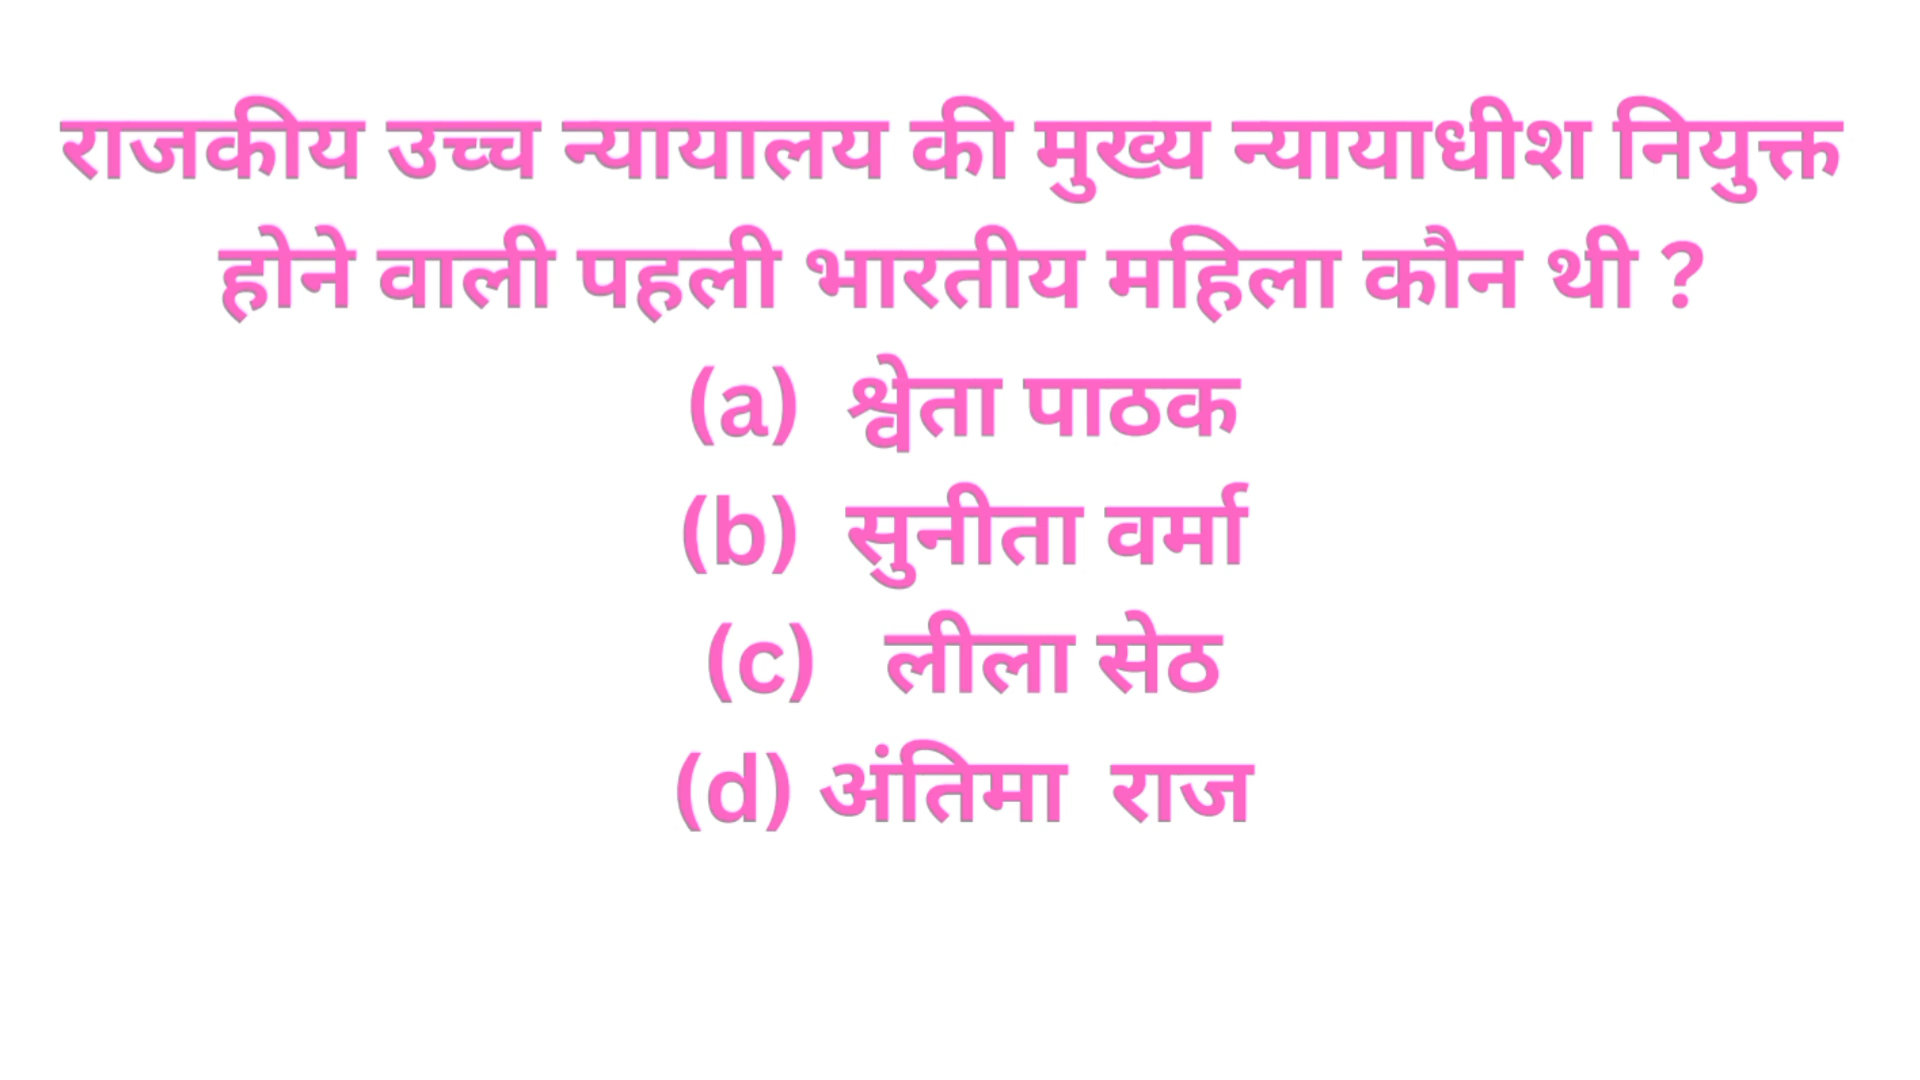 राजकीय उच्च न्यायालय की मुख्य न्यायाधीश नियुक्त
होने वाली पहली भारतीय महिला कौन थी ?
(a) श्वेता पाठक
(b) सुनीता वर्मा
(c) लीला सेठ
(d) अंतिमा राज